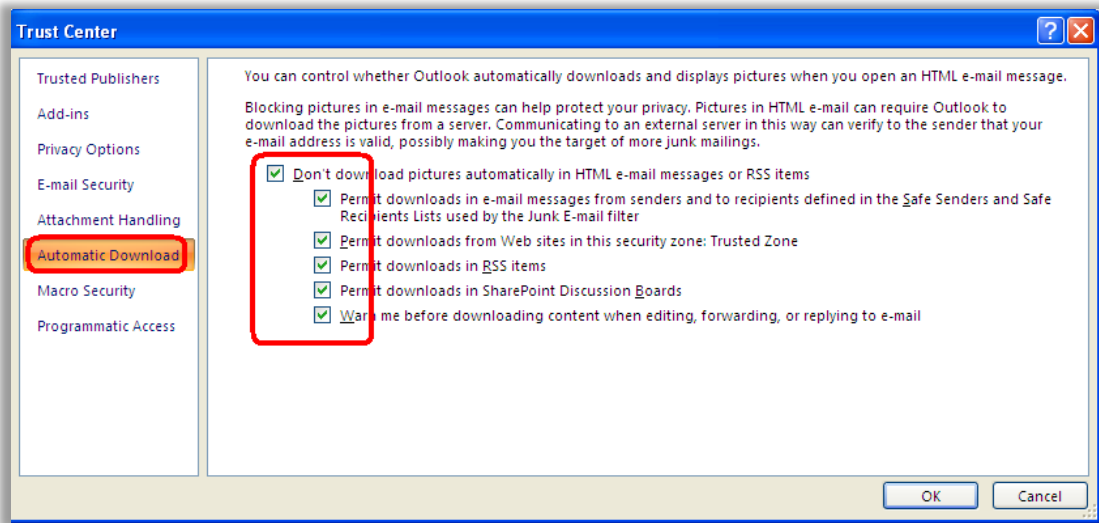 Trust Center
Trusted Publishers
Add-ins
Privacy Options
E-mail Security
Attachment Handling
Automatic Download
Macro Security
Programmatic Access
You can control whether Outlook automatically downloads and displays pictures when you open an HTML e-mail message.
Blocking pictures in e-mail messages can help protect your privacy. Pictures in HTML e-mail can require Outlook to
download the pictures from a server. Communicating to an external server in this way can verify to the sender that your
e-mail address is valid, possibly making you the target of more junk mailings.
Don't download pictures automatically in HTML e-mail messages or RSS items
Permit downloads in e-mail messages from senders and to recipients defined in the Safe Senders and Safe
Recipients Lists used by the Junk E-mail filter
Permit downloads from Web sites in this security zone: Trusted Zone
Permit downloads in RSS items
Permit downloads in SharePoint Discussion Boards
Warn me before downloading content when editing, forwarding, or replying to e-mail
OK
Cancel